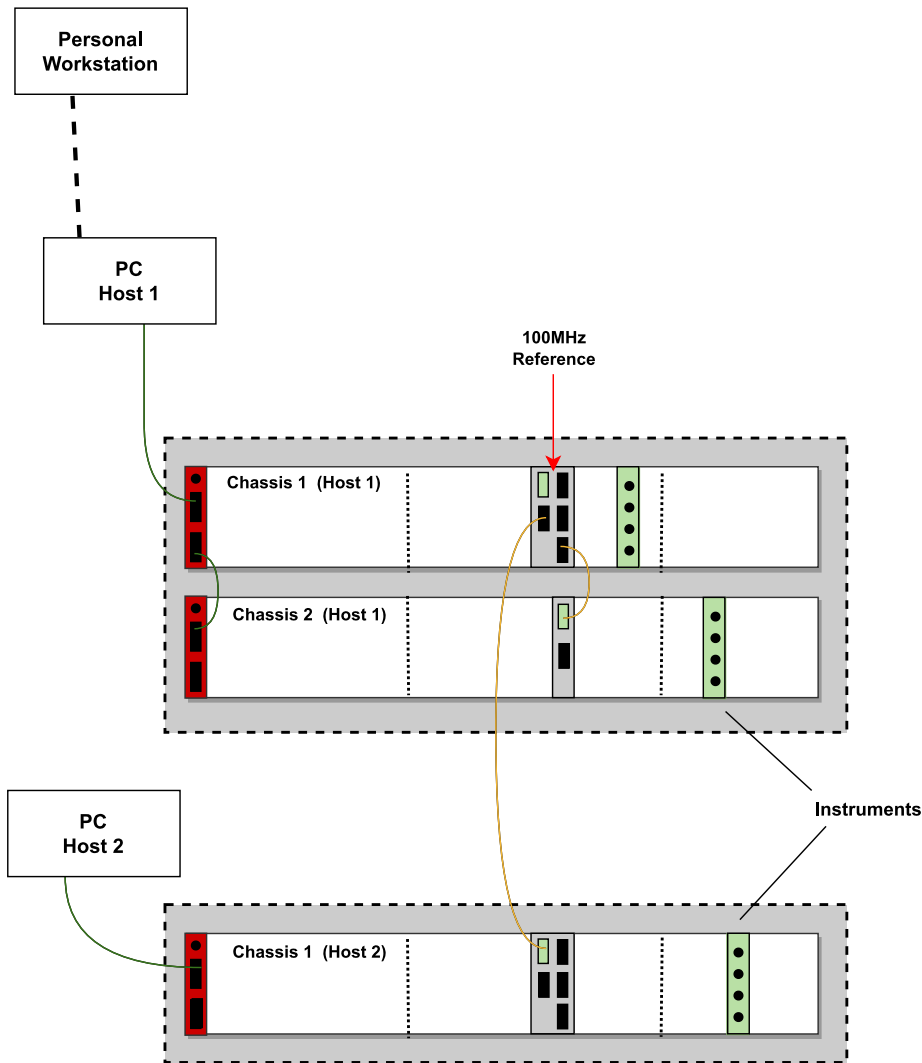 Personal
Workstation
PC
Host 1
100MHz
Reference
Chassis 1 (Host 1)
Chassis 2 (Host 1)
PC
Host 2
Instruments
Chassis 1 (Host 2)